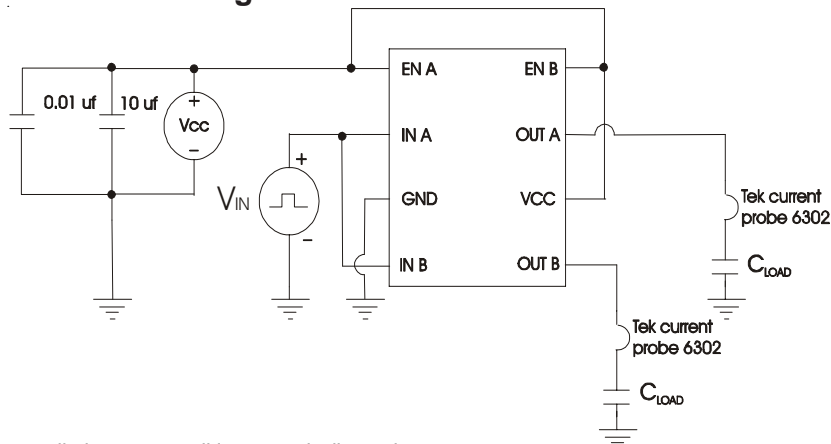 EN A
EN B
0.01 uf
10 uf
+
Vcc
−
IN A
OUT A
+
VIN
−
GND
VCC
Tek current
probe 6302
IN B
OUT B
CLOAD
Tek current
probe 6302
CLOAD